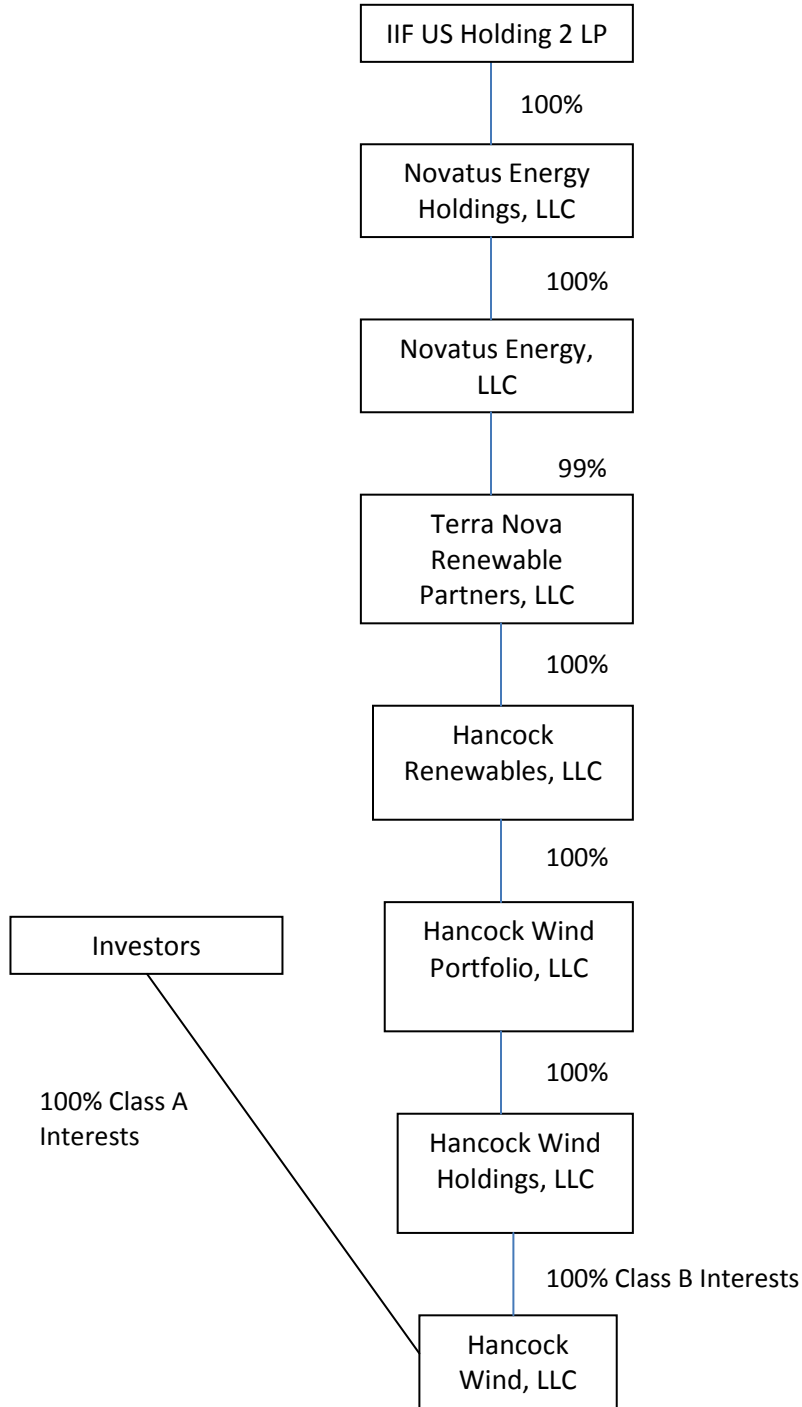 IIF US Holding 2 LP
100%
Novatus Energy
Holdings, LLC
100%
Novatus Energy,
LLC
99%
Terra Nova
Renewable
Partners, LLC
100%
Hancock
Renewables, LLC
100%
Investors
Hancock Wind
Portfolio, LLC
100%
100% Class A
Interests
Hancock Wind
Holdings, LLC
100% Class B Interests
Hancock
Wind, LLC